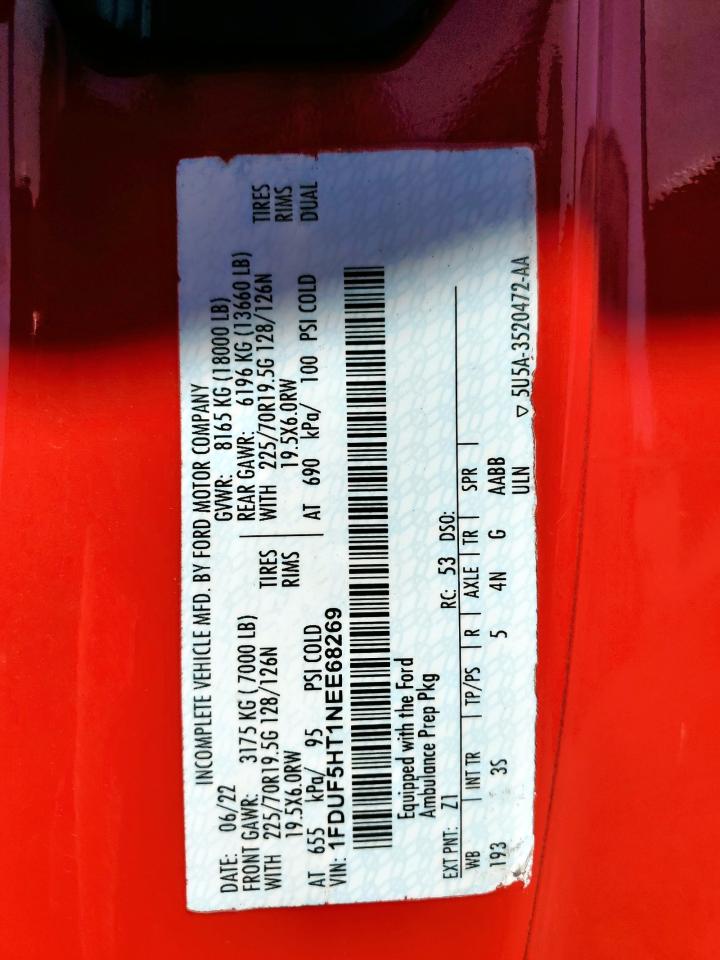 INCOMPLETE VEHICLE MFD. BY FORD MOTOR COMPANY
DATE: 06/22 GVWR: 8165 KG (18000 LB)
FRONT GAWR: 3175 KG ( 7000 LB) REAR GAWR: 6196 KG (13660 LB)
WITH 225/70R19.5G 128/126N TIRES WITH 225/70R19.5G 128/126N TIRES
19.5X6.0RW RIMS 19.5X6.0RW RIMS
AT 655 kPa/ 95 PSI COLD AT 690 kPa/ 100 PSI COLD DUAL
VIN: 1FDUF5HT1NEE68269
Equipped with the Ford
Ambulance Prep Pkg
EXT PNT: Z1 RC: 53 DSO:
WB INT TR TP/PS R AXLE TR SPR
193 3S 5 4N G AABB
ULN
▽ 5U5A-3520472-AA